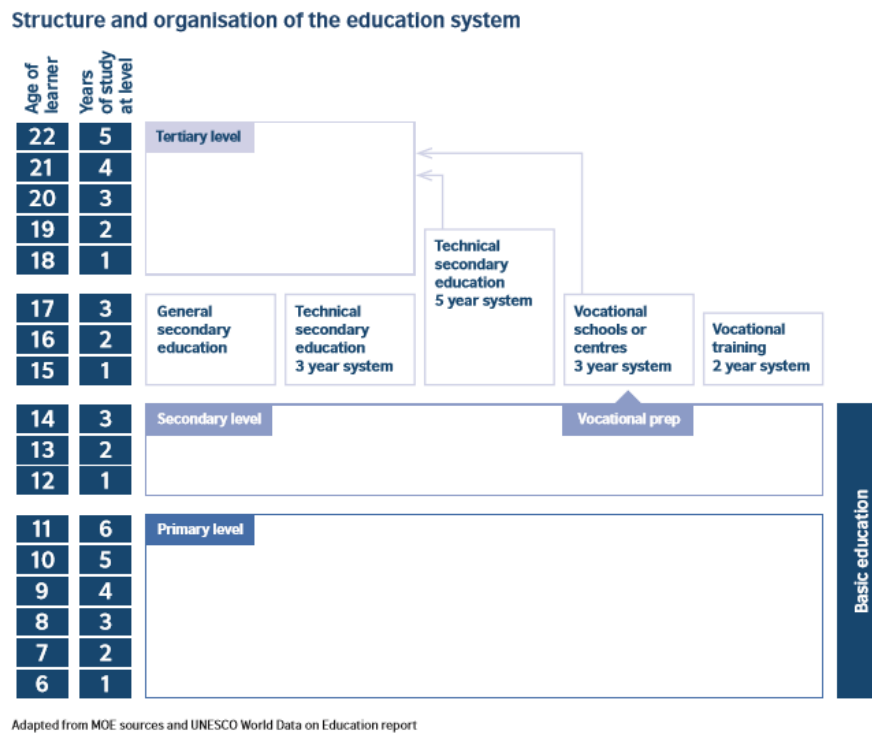 Structure and organisation of the education system
Age of
learner
Years
of study
at level
22 5
21 4
20 3
19 2
18 1
Tertiary level
Technical
secondary
education
5 year system
17 3
16 2
15 1
General
secondary
education
Technical
secondary
education
3 year system
Vocational
schools or
centres
3 year system
Vocational
training
2 year system
14 3
13 2
12 1
Secondary level
Vocational prep
11 6
10 5
9 4
8 3
7 2
6 1
Primary level
Basic education
Adapted from MOE sources and UNESCO World Data on Education report